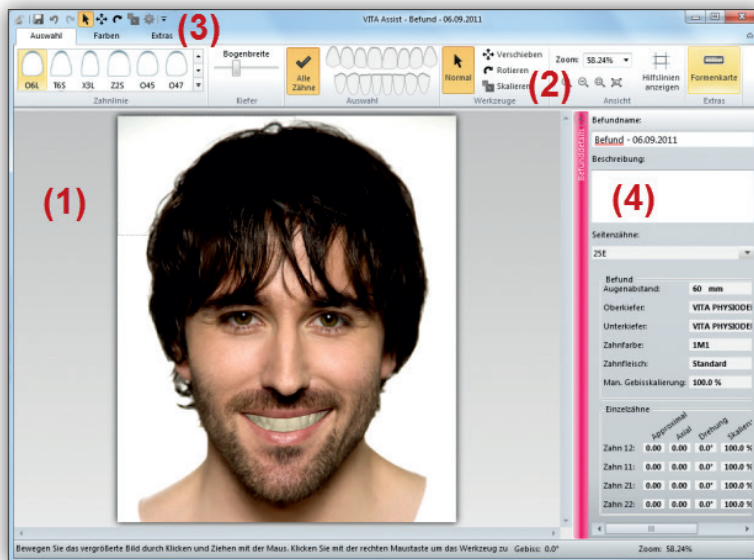 VITA Assist - Befund - 06.09.2011
Auswahl Farben Extras (3)
O6L T6S X3L Z2S O45 O47
Zahnlinie
Bogenbreite
Kiefer
Alle Zähne
Auswahl
Normal
Verschieben
Rotieren
Skalieren
Werkzeuge
(2)
Zoom: 58.24%
Hilfslinien anzeigen
Ansicht
Formenkarte
Extras
(1)
Befunddetails
Befundname:
Befund - 06.09.2011
Beschreibung:
(4)
Seitenzähne:
25E
Befund
Augenabstand: 60 mm
Oberkiefer: VITA PHYSIODE
Unterkiefer: VITA PHYSIODE
Zahnfarbe: 1M1
Zahnfleisch: Standard
Man. Gebisskalierung: 100.0 %
Einzelzähne
Approximal Axial Drehung Skalier
Zahn 12: 0.00 0.00 0.0° 100.0 %
Zahn 11: 0.00 0.00 0.0° 100.0 %
Zahn 21: 0.00 0.00 0.0° 100.0 %
Zahn 22: 0.00 0.00 0.0° 100.0 %
Bewegen Sie das vergrößerte Bild durch Klicken und Ziehen mit der Maus. Klicken Sie mit der rechten Maustaste um das Werkzeug zu Gebiss: 0.0° Zoom: 58.24%